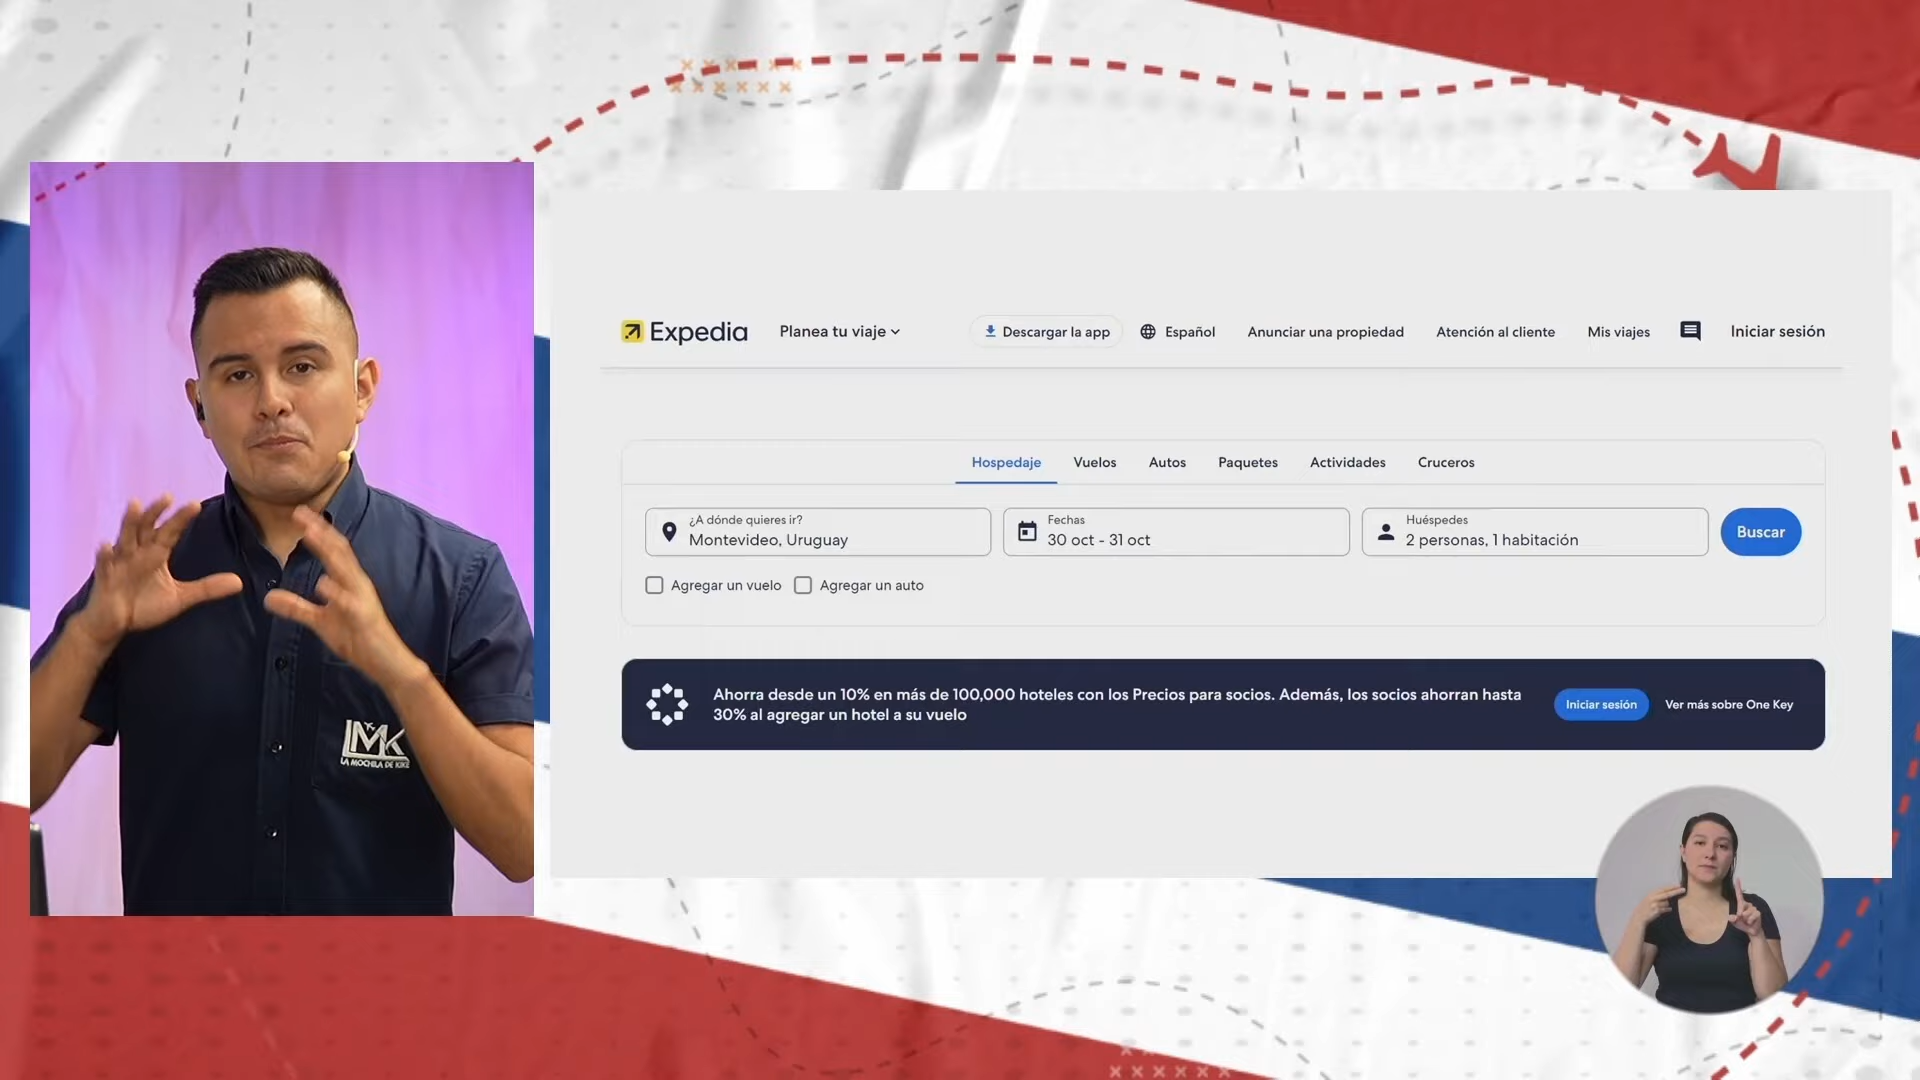 Expedia
Planea tu viaje
Descargar la app
Español
Anunciar una propiedad
Atención al cliente
Mis viajes
Iniciar sesión
Hospedaje
Vuelos
Autos
Paquetes
Actividades
Cruceros
¿A dónde quieres ir?
Montevideo, Uruguay
Fechas
30 oct - 31 oct
Huéspedes
2 personas, 1 habitación
Buscar
Agregar un vuelo
Agregar un auto
Ahorra desde un 10% en más de 100,000 hoteles con los Precios para socios. Además, los socios ahorran hasta
30% al agregar un hotel a su vuelo
Iniciar sesión
Ver más sobre One Key
LMK
LA MOCHILA DE KIKE